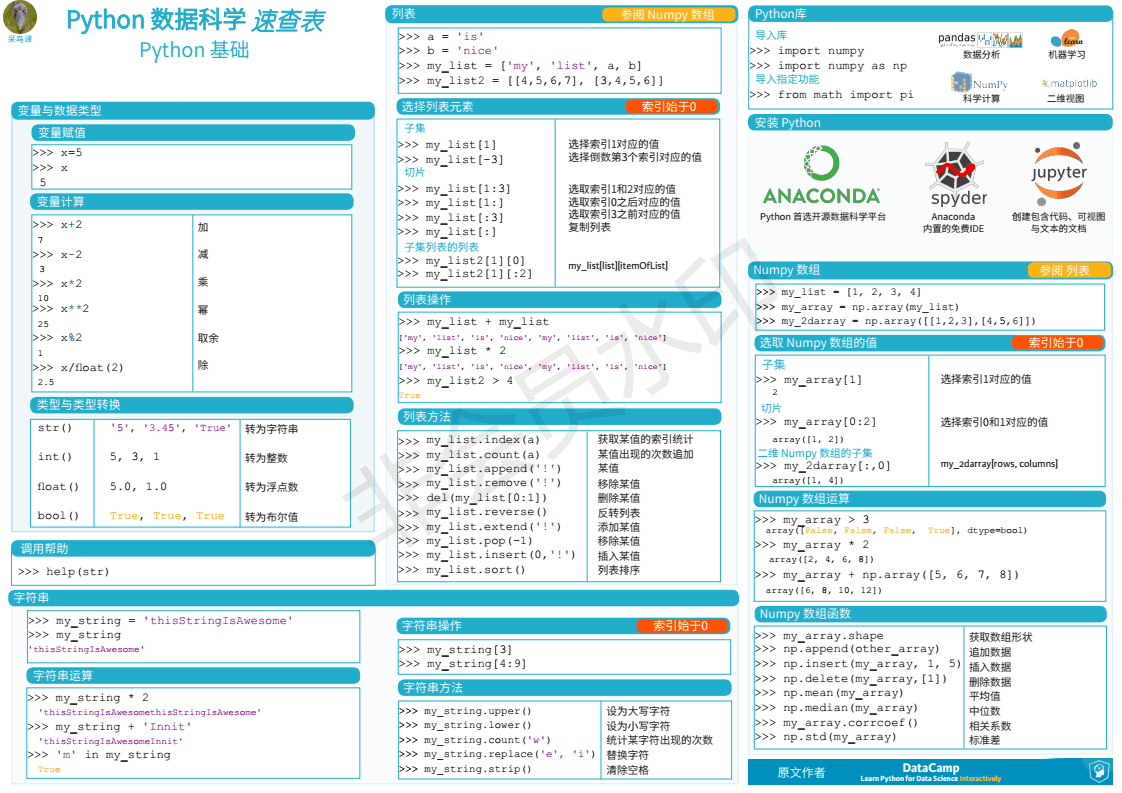 呆鸟译
Python 数据科学 速查表
Python 基础
变量与数据类型
变量赋值
>>> x=5
>>> x
5
变量计算
>>> x+2 加
7
>>> x-2 减
3
>>> x*2 乘
10
>>> x**2 幂
25
>>> x%2 取余
1
>>> x/float(2) 除
2.5
类型与类型转换
str() '5', '3.45', 'True' 转为字符串
int() 5, 3, 1 转为整数
float() 5.0, 1.0 转为浮点数
bool() True, True, True 转为布尔值
调用帮助
>>> help(str)
字符串
>>> my_string = 'thisStringIsAwesome'
>>> my_string
'thisStringIsAwesome'
字符串运算
>>> my_string * 2
'thisStringIsAwesomethisStringIsAwesome'
>>> my_string + 'Innit'
'thisStringIsAwesomeInnit'
>>> 'm' in my_string
True
列表 参阅 Numpy 数组
>>> a = 'is'
>>> b = 'nice'
>>> my_list = ['my', 'list', a, b]
>>> my_list2 = [[4,5,6,7], [3,4,5,6]]
选择列表元素 索引始于0
子集
>>> my_list[1] 选择索引1对应的值
>>> my_list[-3] 选择倒数第3个索引对应的值
切片
>>> my_list[1:3] 选取索引1和2对应的值
>>> my_list[1:] 选取索引0之后对应的值
>>> my_list[:3] 选取索引3之前对应的值
>>> my_list[:] 复制列表
子集列表的列表
>>> my_list2[1][0] my_list[list][itemOfList]
>>> my_list2[1][:2]
列表操作
>>> my_list + my_list
['my', 'list', 'is', 'nice', 'my', 'list', 'is', 'nice']
>>> my_list * 2
['my', 'list', 'is', 'nice', 'my', 'list', 'is', 'nice']
>>> my_list2 > 4
True
列表方法
>>> my_list.index(a) 获取某值的索引统计
>>> my_list.count(a) 某值出现的次数追加
>>> my_list.append('!') 某值
>>> my_list.remove('!') 移除某值
>>> del(my_list[0:1]) 删除某值
>>> my_list.reverse() 反转列表
>>> my_list.extend('!') 添加某值
>>> my_list.pop(-1) 移除某值
>>> my_list.insert(0,'!') 插入某值
>>> my_list.sort() 列表排序
字符串操作 索引始于0
>>> my_string[3]
>>> my_string[4:9]
字符串方法
>>> my_string.upper() 设为大写字符
>>> my_string.lower() 设为小写字符
>>> my_string.count('w') 统计某字符出现的次数
>>> my_string.replace('e', 'i') 替换字符
>>> my_string.strip() 清除空格
Python库
导入库
>>> import numpy
>>> import numpy as np
导入指定功能
>>> from math import pi
pandas learn
数据分析 机器学习
NumPy matplotlib
科学计算 二维视图
安装 Python
ANACONDA spyder jupyter
Python 首选开源数据科学平台
Anaconda
内置的免费IDE
创建包含代码、可视图
与文本的文档
Numpy 数组 参阅 列表
>>> my_list = [1, 2, 3, 4]
>>> my_array = np.array(my_list)
>>> my_2darray = np.array([[1,2,3],[4,5,6]])
选取 Numpy 数组的值 索引始于0
子集
>>> my_array[1] 选择索引1对应的值
2
切片
>>> my_array[0:2] 选择索引0和1对应的值
array([1, 2])
二维 Numpy 数组的子集
>>> my_2darray[:,0] my_2darray[rows, columns]
array([1, 4])
Numpy 数组运算
>>> my_array > 3
array([False, False, False, True], dtype=bool)
>>> my_array * 2
array([2, 4, 6, 8])
>>> my_array + np.array([5, 6, 7, 8])
array([6, 8, 10, 12])
Numpy 数组函数
>>> my_array.shape 获取数组形状
>>> np.append(other_array) 追加数据
>>> np.insert(my_array, 1, 5) 插入数据
>>> np.delete(my_array,[1]) 删除数据
>>> np.mean(my_array) 平均值
>>> np.median(my_array) 中位数
>>> my_array.corrcoef() 相关系数
>>> np.std(my_array) 标准差
原文作者 DataCamp
Learn Python for Data Science Interactively
非会员水印